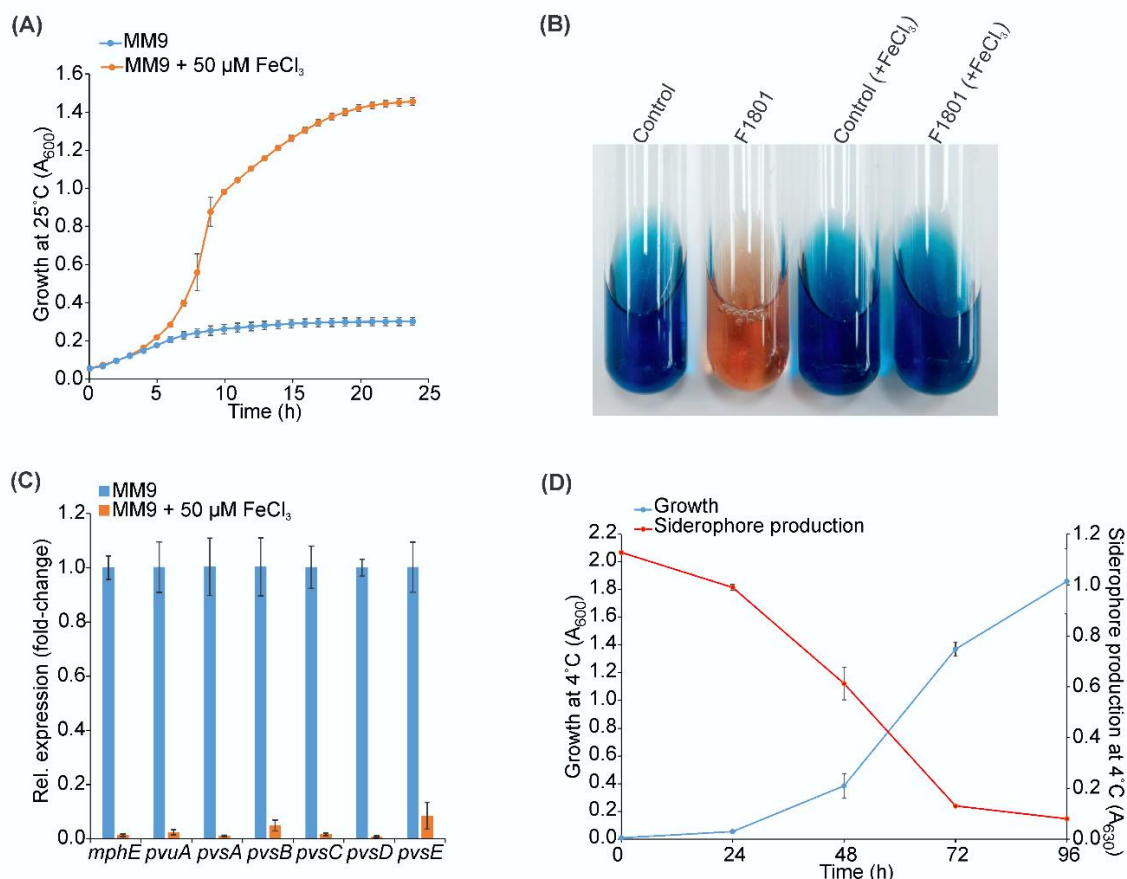 (A)
MM9
MM9 + 50 µM FeCl₃
Growth at 25˚C (A₆₀₀)
1.6
1.4
1.2
1.0
0.8
0.6
0.4
0.2
0.0
0 5 10 15 20 25
Time (h)
(B)
Control
F1801
Control (+FeCl₃)
F1801 (+FeCl₃)
(C)
MM9
MM9 + 50 µM FeCl₃
Rel. expression (fold-change)
1.2
1.0
0.8
0.6
0.4
0.2
0.0
mphE pvuA pvsA pvsB pvsC pvsD pvsE
(D)
Growth
Siderophore production
Growth at 4˚C (A₆₀₀)
2.2
2.0
1.8
1.6
1.4
1.2
1.0
0.8
0.6
0.4
0.2
0.0
0 24 48 72 96
Time (h)
1.2
1.0
0.8
0.6
0.4
0.2
0.0
Siderophore production at 4˚C (A₆₃₀)